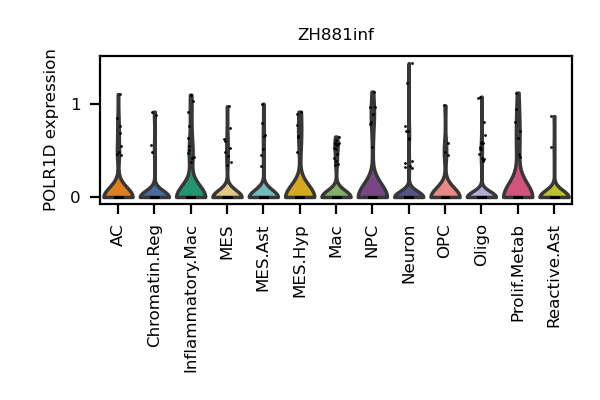 ZH881inf
POLR1D expression
1
0
AC
Chromatin.Reg
Inflammatory.Mac
MES
MES.Ast
MES.Hyp
Mac
NPC
Neuron
OPC
Oligo
Prolif.Metab
Reactive.Ast